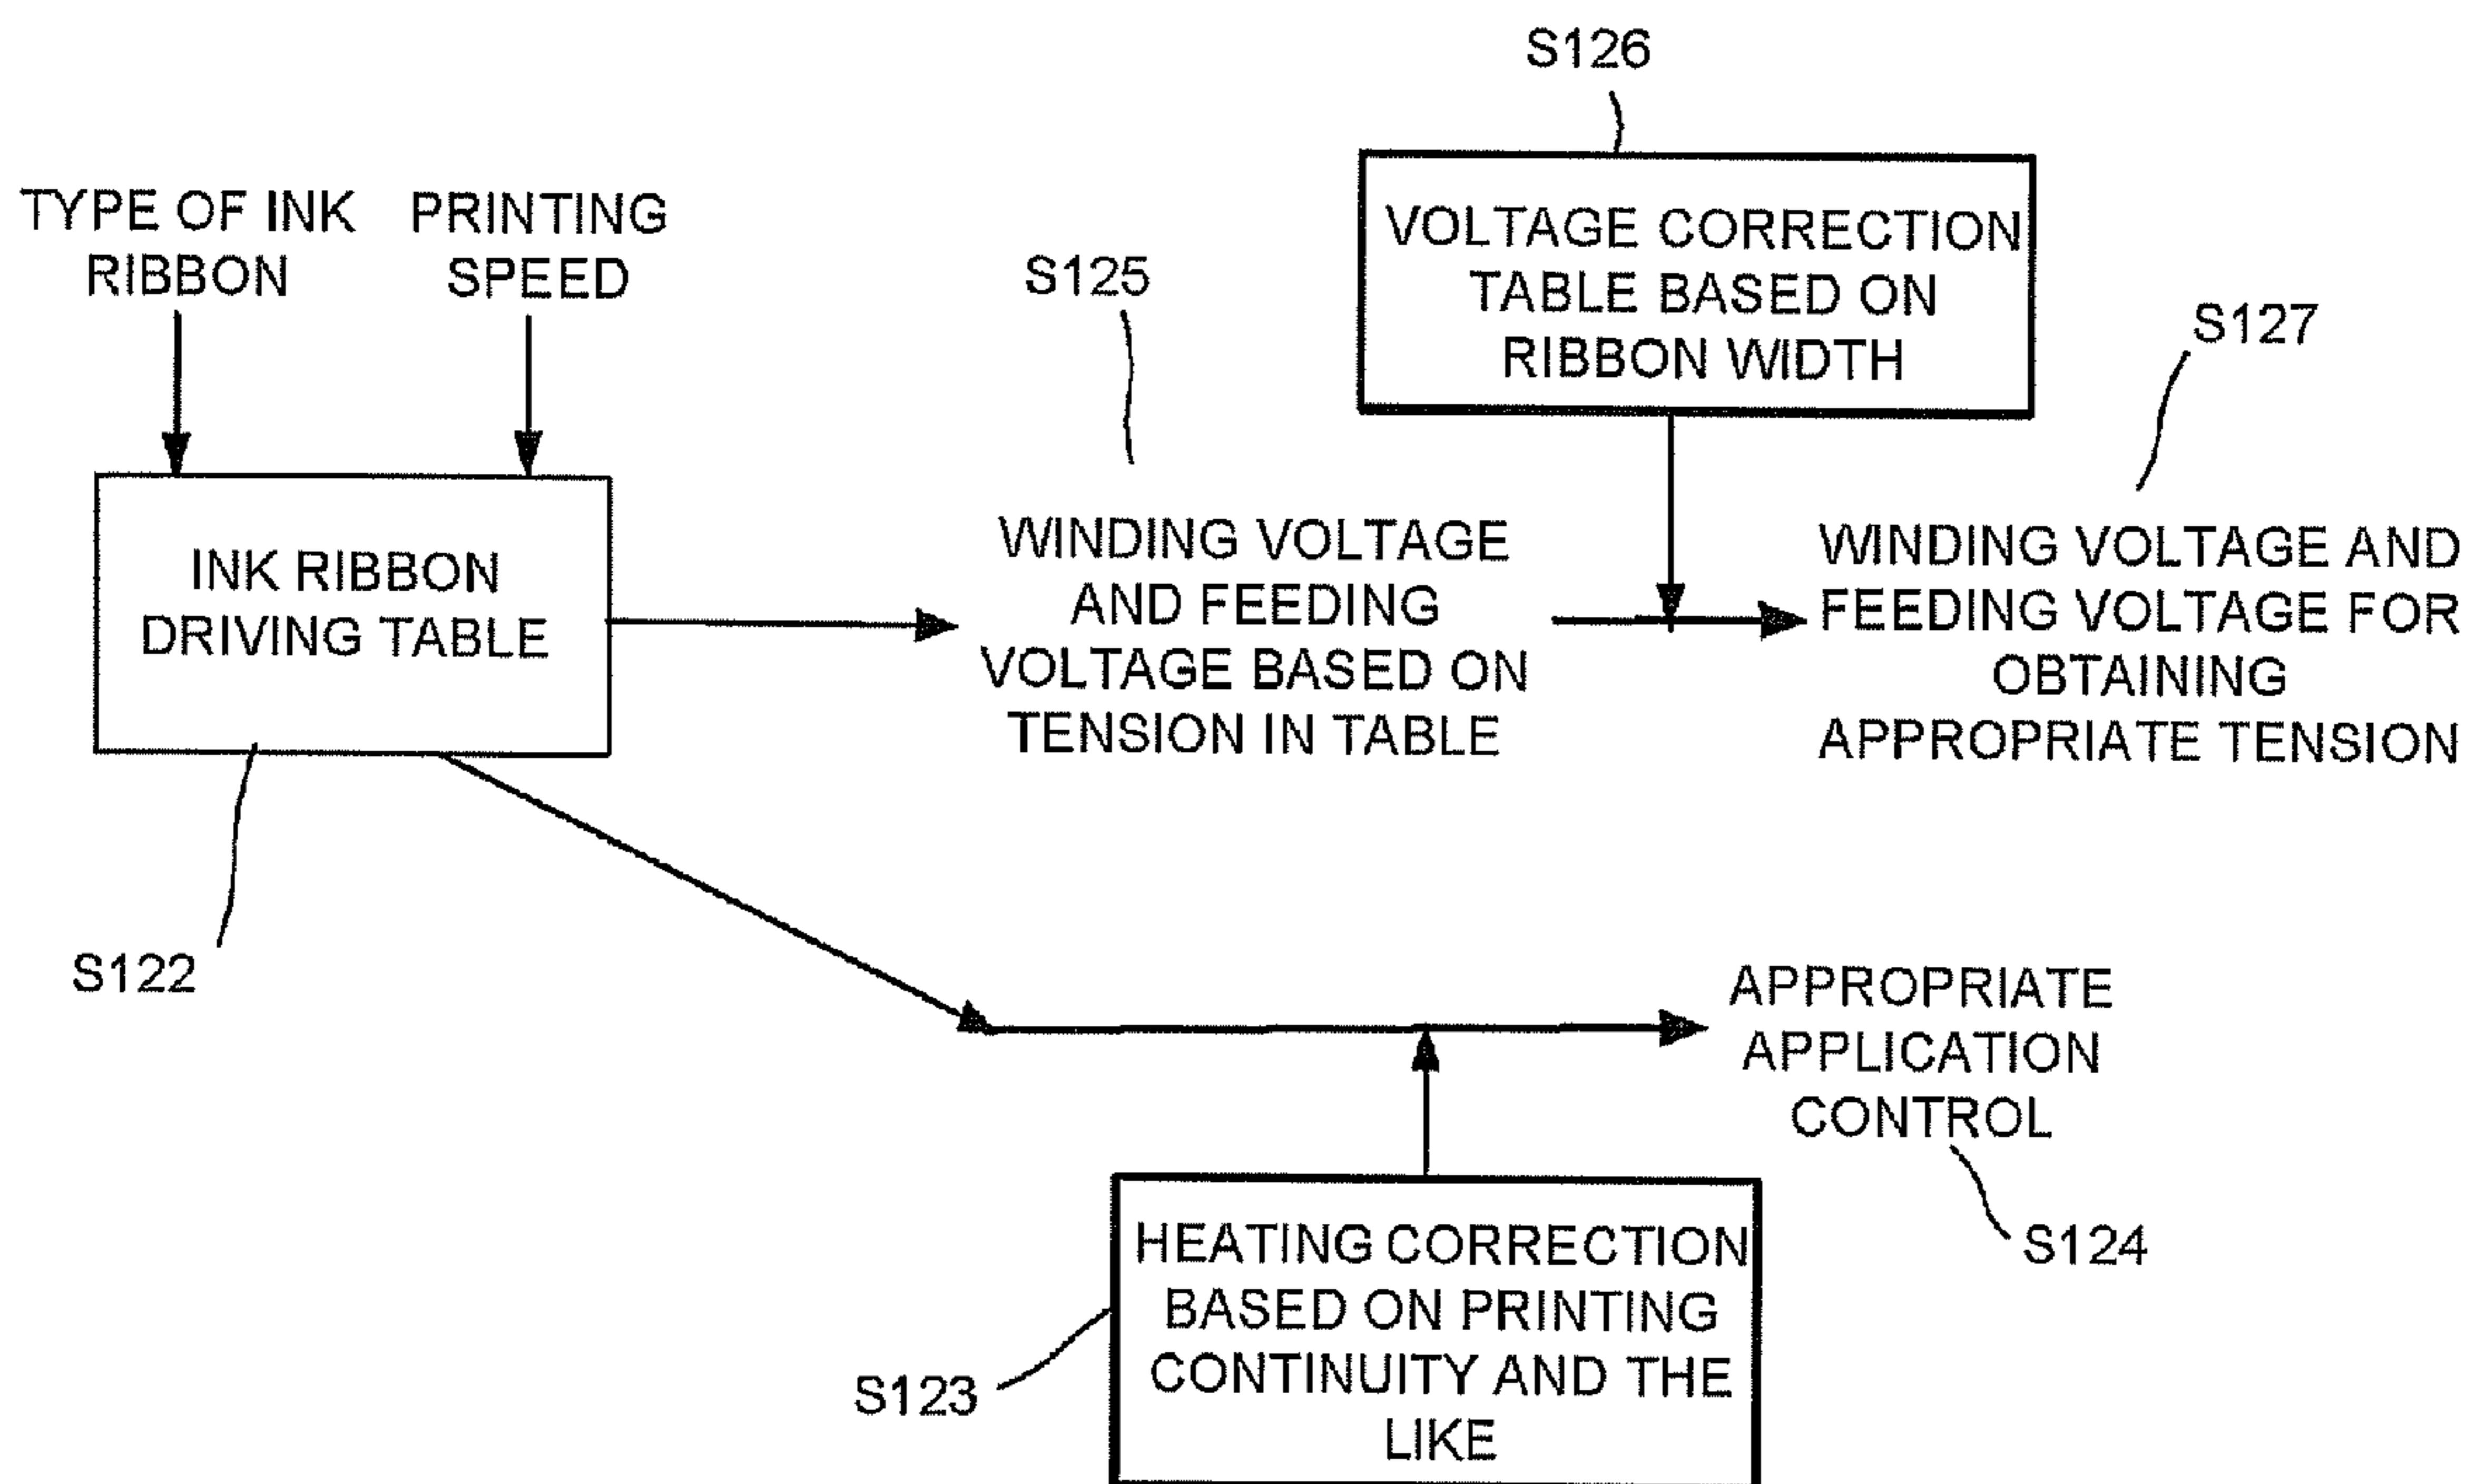 S126
VOLTAGE CORRECTION
TABLE BASED ON
RIBBON WIDTH
TYPE OF INK
RIBBON
PRINTING
SPEED
S125
S127
INK RIBBON
DRIVING TABLE
WINDING VOLTAGE
AND FEEDING
VOLTAGE BASED ON
TENSION IN TABLE
WINDING VOLTAGE AND
FEEDING VOLTAGE FOR
OBTAINING
APPROPRIATE TENSION
S122
APPROPRIATE
APPLICATION
CONTROL
S124
HEATING CORRECTION
BASED ON PRINTING
CONTINUITY AND THE
LIKE
S123